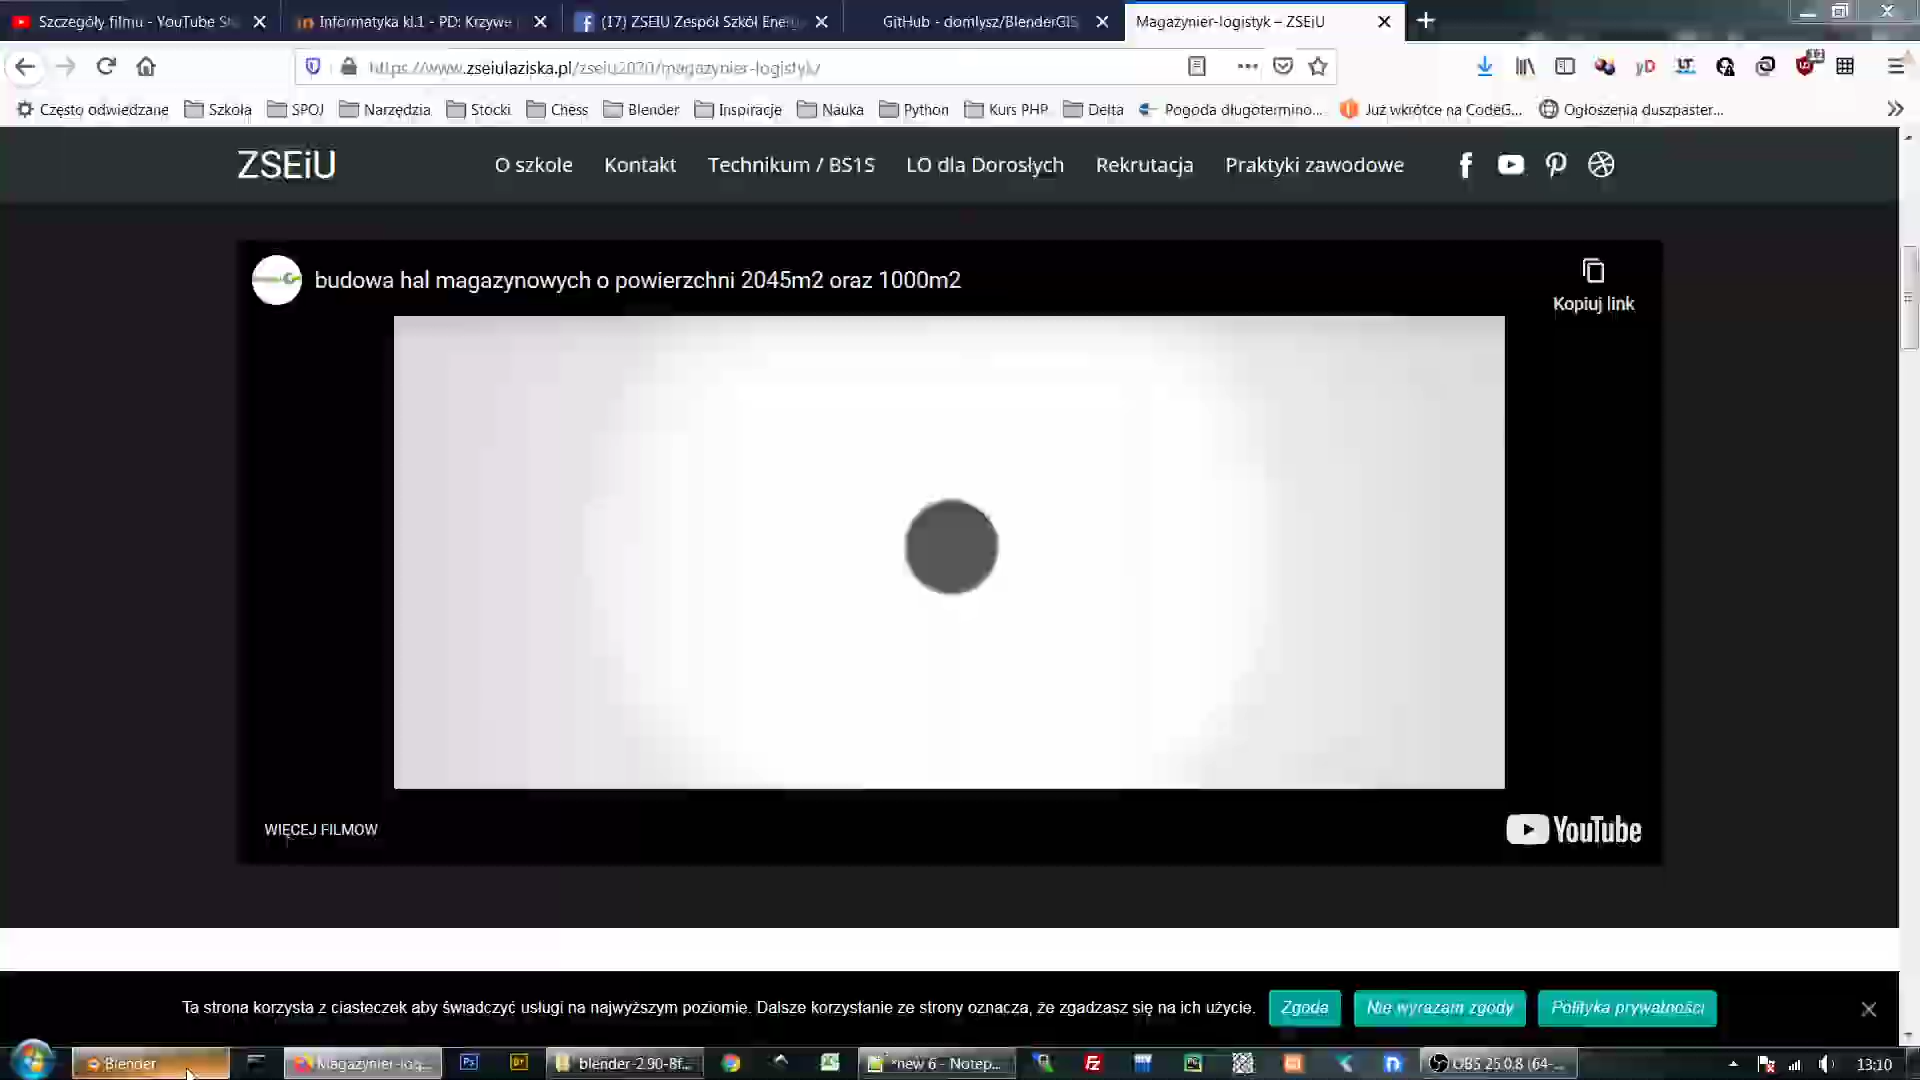 Szczegóły filmu - YouTube St
Informatyka kl.1 - PD: Krzywe
(17) ZSEIU Zespół Szkół Energ
GitHub - domlysz/BlenderGIS
Magazynier-logistyk – ZSEiU
https://www.zseiulaziska.pl/zseiu2020/magazynier-logistyk/
Często odwiedzane
Szkoła
SPOJ
Narzędzia
Stocki
Chess
Blender
Inspiracje
Nauka
Python
Kurs PHP
Delta
Pogoda długotermino...
Już wkrótce na CodeG...
Ogłoszenia duszpaster...
ZSEiU
O szkole
Kontakt
Technikum / BS1S
LO dla Dorosłych
Rekrutacja
Praktyki zawodowe
budowa hal magazynowych o powierzchni 2045m2 oraz 1000m2
Kopiuj link
WIĘCEJ FILMÓW
YouTube
Ta strona korzysta z ciasteczek aby świadczyć usługi na najwyższym poziomie. Dalsze korzystanie ze strony oznacza, że zgadzasz się na ich użycie.
Zgoda
Nie wyrażam zgody
Polityka prywatności
Blender
Magazynier-log...
Ps
Br
blender-2.90-8f...
*new 6 - Notep...
OBS 25.0.8 (64-...
13:10